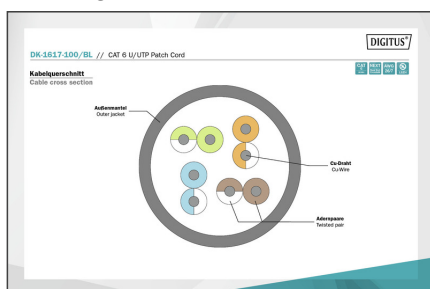 DIGITUS®
DK-1617-100/BL // CAT 6 U/UTP Patch Cord
Kabelquerschnitt
Cable cross section
CAT
Außenmantel
Outer jacket
Cu-Draht
Cu-Wire
Adernpaare
Twisted pair